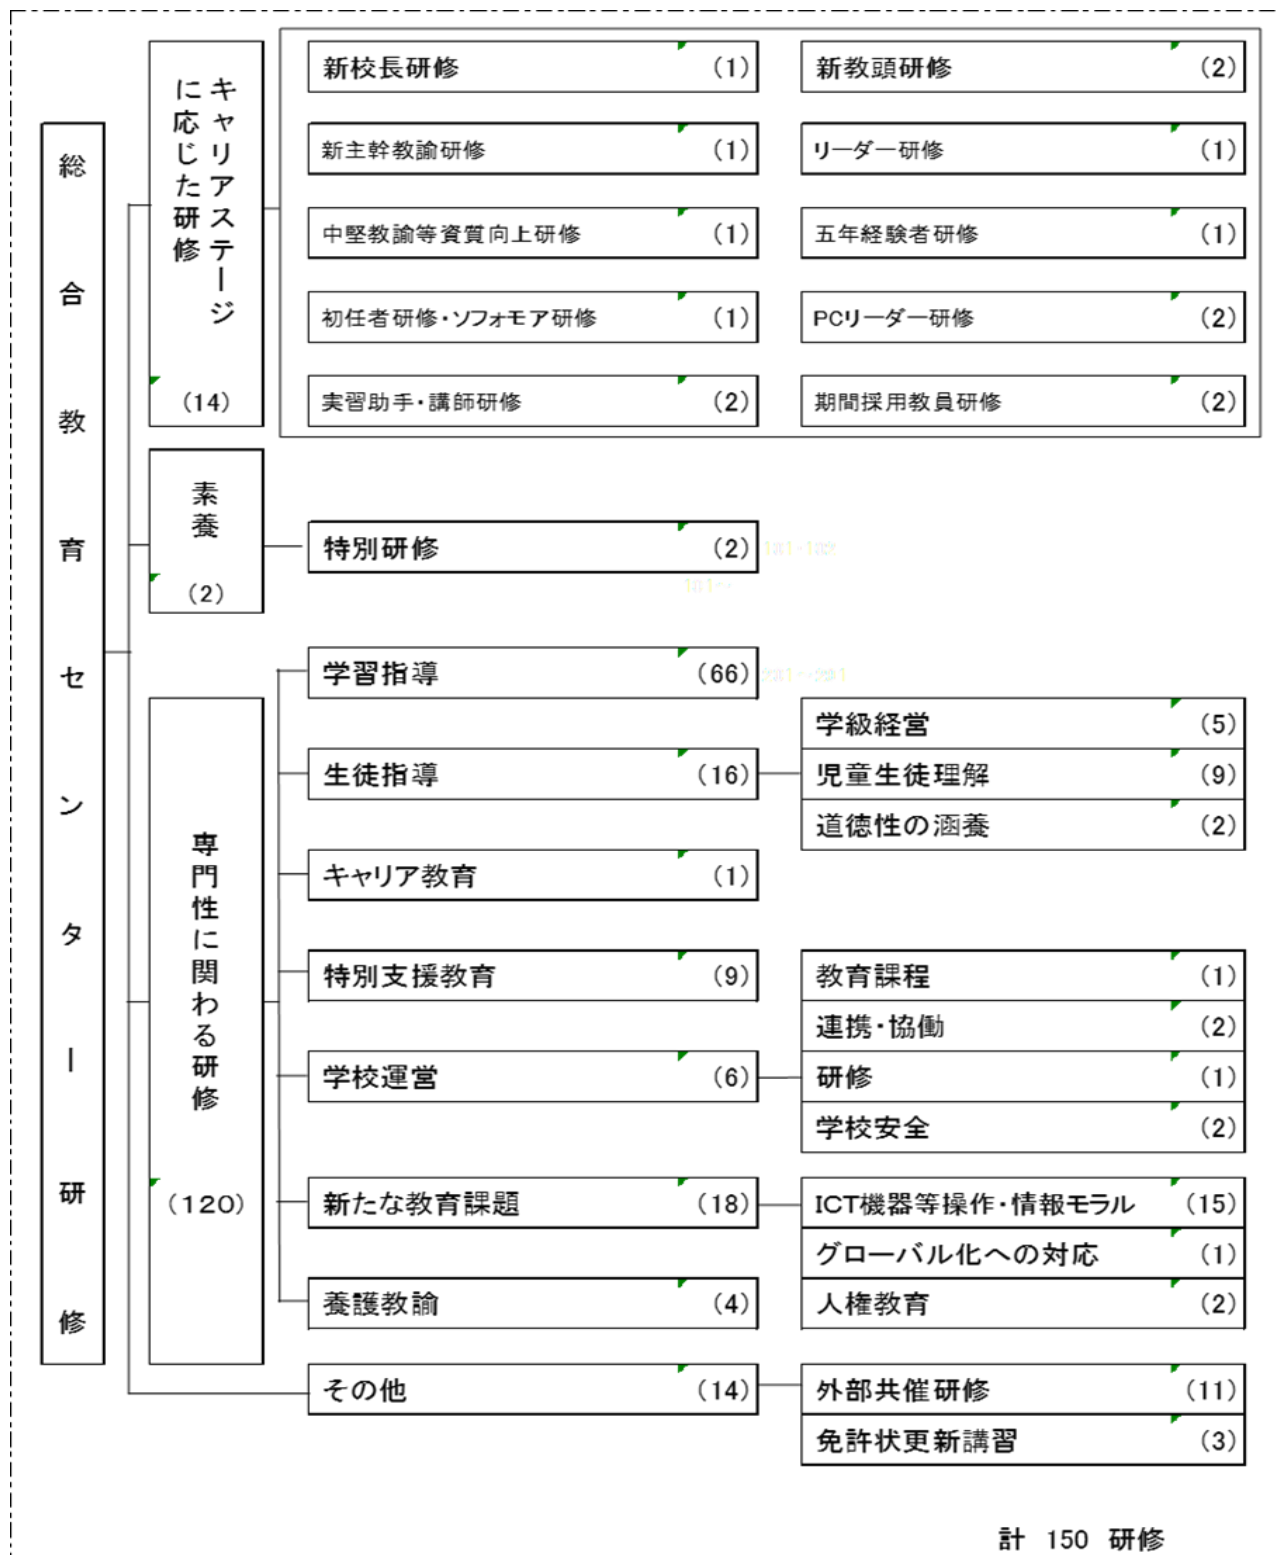 総合教育センター研修
キャリアステージ
に応じた研修
（14）
新校長研修 （1）
新教頭研修 （2）
新主幹教諭研修 （1）
リーダー研修 （1）
中堅教諭等資質向上研修 （1）
五年経験者研修 （1）
初任者研修・ソフォモア研修 （1）
PCリーダー研修 （2）
実習助手・講師研修 （2）
期間採用教員研修 （2）
素養
（2）
特別研修 （2）
専門性に関わる研修
（120）
学習指導 （66）
生徒指導 （16）
学級経営 （5）
児童生徒理解 （9）
道徳性の涵養 （2）
キャリア教育 （1）
特別支援教育 （9）
学校運営 （6）
教育課程 （1）
連携・協働 （2）
研修 （1）
学校安全 （2）
新たな教育課題 （18）
ICT機器等操作・情報モラル （15）
グローバル化への対応 （1）
人権教育 （2）
養護教諭 （4）
その他 （14）
外部共催研修 （11）
免許状更新講習 （3）
計 150 研修